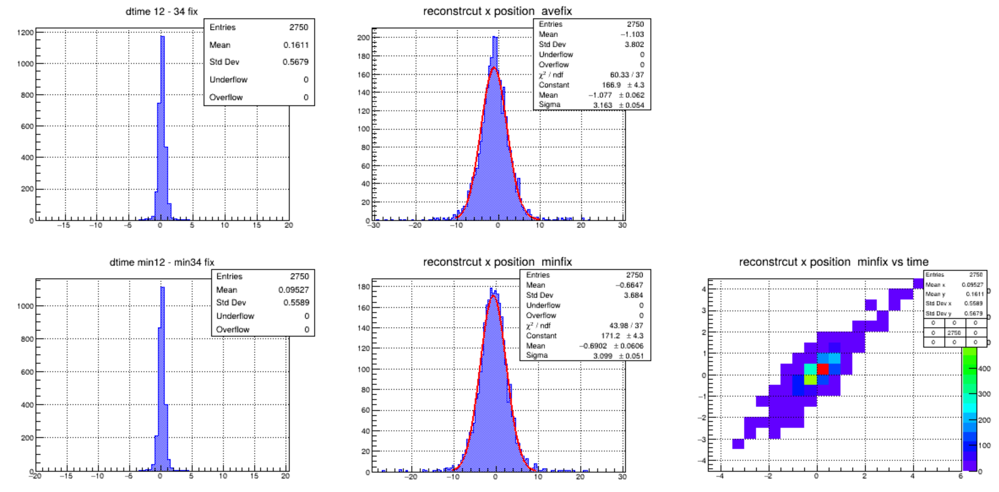 dtime 12 - 34 fix
Entries 2750
Mean 0.1611
Std Dev 0.5679
Underflow 0
Overflow 0
1200
1000
800
600
400
200
0
−15 −10 −5 0 5 10 15 20
reconstrcut x position avefix
Entries 2750
Mean −1.103
Std Dev 3.802
Underflow 0
Overflow 0
χ² / ndf 60.33 / 37
Constant 166.9 ± 4.3
Mean −1.077 ± 0.062
Sigma 3.163 ± 0.054
200
180
160
140
120
100
80
60
40
20
0
−30 −20 −10 0 10 20 30
dtime min12 - min34 fix
Entries 2750
Mean 0.09527
Std Dev 0.5589
Underflow 0
Overflow 0
1000
800
600
400
200
0
−20 −15 −10 −5 0 5 10 15 20
reconstrcut x position minfix
Entries 2750
Mean −0.6647
Std Dev 3.684
Underflow 0
Overflow 0
χ² / ndf 43.98 / 37
Constant 171.2 ± 4.3
Mean −0.6902 ± 0.0606
Sigma 3.099 ± 0.051
180
160
140
120
100
80
60
40
20
0
−20 −10 0 10 20 30
reconstrcut x position minfix vs time
Entries 2750
Mean x 0.09527
Mean y 0.1611
Std Dev x 0.5589
Std Dev y 0.5679
0 0 0
0 2750 0
0 0 0
4
3
2
1
0
−1
−2
−3
−4
−4 −2 0 2 4 6
400
300
200
100
0